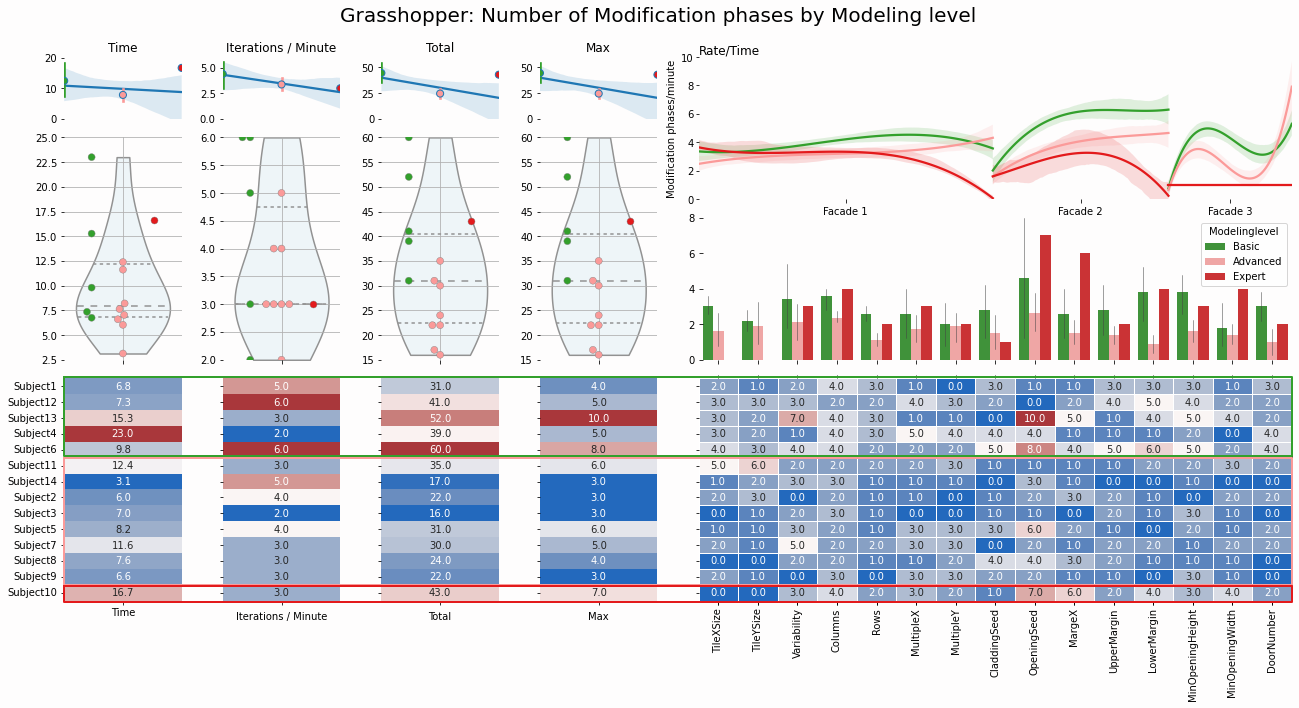 Grasshopper: Number of Modification phases by Modeling level
Time
Iterations / Minute
Total
Max
Rate/Time
20
15
10
5
0
5.0
2.5
0.0
50
25
0
50
25
0
10
8
6
4
2
0
Modification phases/minute
Facade 1
Facade 2
Facade 3
25.0
22.5
20.0
17.5
15.0
12.5
10.0
7.5
5.0
2.5
6.0
5.5
5.0
4.5
4.0
3.5
3.0
2.5
2.0
60
55
50
45
40
35
30
25
20
15
60
55
50
45
40
35
30
25
20
15
8
6
4
2
0
Modelinglevel
Basic
Advanced
Expert
Subject1 6.8 5.0 31.0 4.0 2.0 1.0 2.0 4.0 3.0 1.0 0.0 3.0 1.0 1.0 3.0 3.0 3.0 1.0 3.0
Subject12 7.3 6.0 41.0 5.0 3.0 3.0 3.0 2.0 2.0 4.0 3.0 2.0 0.0 2.0 4.0 5.0 4.0 2.0 2.0
Subject13 15.3 3.0 52.0 10.0 3.0 2.0 7.0 4.0 3.0 1.0 1.0 0.0 10.0 5.0 1.0 4.0 5.0 4.0 2.0
Subject4 23.0 2.0 39.0 5.0 3.0 2.0 1.0 4.0 3.0 5.0 4.0 4.0 4.0 1.0 1.0 1.0 2.0 0.0 4.0
Subject6 9.8 6.0 60.0 8.0 4.0 3.0 4.0 4.0 2.0 2.0 2.0 5.0 8.0 4.0 5.0 6.0 5.0 2.0 4.0
Subject11 12.4 3.0 35.0 6.0 5.0 6.0 2.0 2.0 2.0 2.0 3.0 1.0 1.0 1.0 1.0 2.0 2.0 3.0 2.0
Subject14 3.1 5.0 17.0 3.0 1.0 2.0 3.0 3.0 1.0 1.0 1.0 0.0 3.0 1.0 0.0 0.0 1.0 1.0 0.0
Subject2 6.0 4.0 22.0 3.0 2.0 3.0 0.0 2.0 1.0 1.0 0.0 1.0 2.0 3.0 2.0 1.0 0.0 2.0 2.0
Subject3 7.0 2.0 16.0 3.0 0.0 1.0 2.0 3.0 1.0 0.0 0.0 1.0 1.0 0.0 2.0 1.0 3.0 1.0 0.0
Subject5 8.2 4.0 31.0 6.0 1.0 1.0 3.0 2.0 1.0 3.0 3.0 3.0 6.0 2.0 1.0 0.0 2.0 1.0 2.0
Subject7 11.6 3.0 30.0 5.0 2.0 1.0 5.0 2.0 2.0 3.0 3.0 0.0 2.0 1.0 2.0 2.0 1.0 2.0 2.0
Subject8 7.6 3.0 24.0 4.0 0.0 0.0 2.0 2.0 1.0 2.0 2.0 4.0 4.0 3.0 1.0 1.0 2.0 1.0 0.0
Subject9 6.6 3.0 22.0 3.0 2.0 1.0 0.0 3.0 0.0 3.0 3.0 2.0 2.0 1.0 1.0 0.0 3.0 1.0 0.0
Subject10 16.7 3.0 43.0 7.0 0.0 0.0 3.0 4.0 2.0 3.0 2.0 1.0 7.0 6.0 2.0 4.0 3.0 4.0 2.0
Time
Iterations / Minute
Total
Max
TileXSize
TileYSize
Variability
Columns
Rows
MultipleX
MultipleY
CladdingSeed
OpeningSeed
MargeX
UpperMargin
LowerMargin
MinOpeningHeight
MinOpeningWidth
DoorNumber